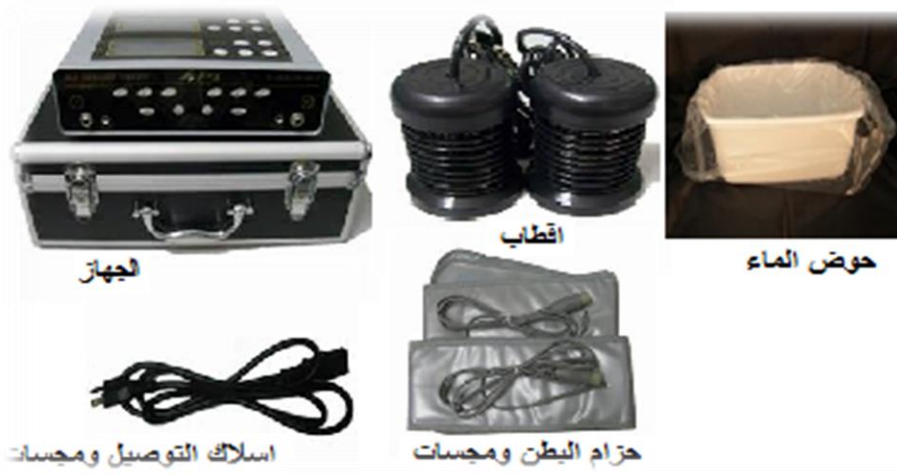 اقطاب
حوض الماء
الجهاز
حزام البطن ومجسات
اسلاك التوصيل ومجسات